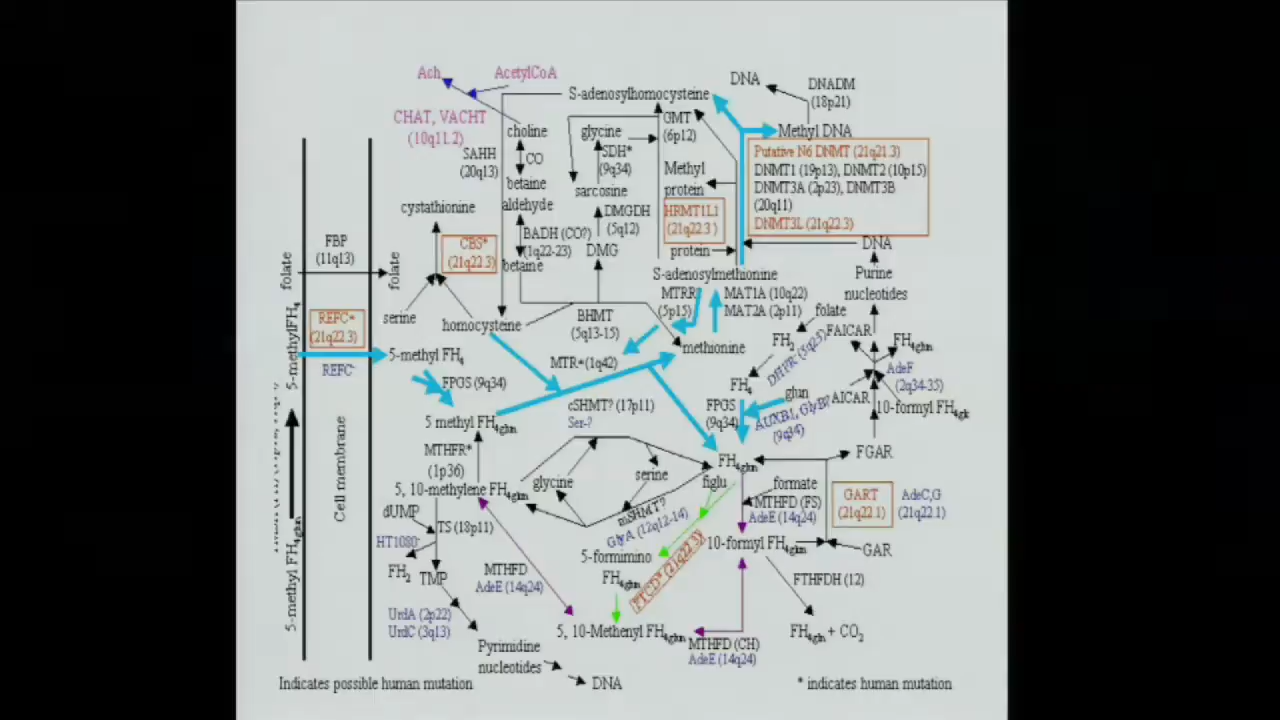 Ach
AcetylCoA
CHAT, VACHT
(10q11.2)
S-adenosylhomocysteine
DNA
DNADM
(18p21)
Methyl DNA
Putative N6 DNMT (21q21.3)
DNMT1 (19p13), DNMT2 (10p15)
DNMT3A (2p23), DNMT3B
(20q11)
DNMT3L (21q22.3)
GMT
(6p12)
choline
CO
betaine
aldehyde
BADH (CO?)
(1q22-23)
betaine
SAHH
(20q13)
glycine
SDH*
(9q34)
sarcosine
DMGDH
(5q12)
DMG
Methyl
protein
HRMT1L1
(21q22.3)
protein
cystathionine
CBS*
(21q22.3)
FBP
(11q13)
folate
folate
serine
homocysteine
BHMT
(5q13-15)
S-adenosylmethionine
MTRR
(5p15)
MAT1A (10q22)
MAT2A (2p11)
methionine
DNA
Purine
nucleotides
folate
FAICAR
FH2
FH4glun
DHFR (5q23)
FH4
AdeF
(2q34-35)
REFC*
(21q22.3)
REFC-
5-methylFH4
5-methyl FH4
FPGS (9q34)
MTR*(1q42)
glun
AICAR
10-formyl FH4glt
FPGS
(9q34)
AUXB1, GlyB?
(9q34)
cSHMT? (17p11)
Ser-?
5 methyl FH4glun
MTHFR*
(1p36)
FGAR
FH4glun
figlu
glycine
serine
mSHMT?
GlyA (12q12-14)
5, 10-methylene FH4glun
formate
MTHFD (FS)
AdeE (14q24)
GART
(21q22.1)
AdeC,G
(21q22.1)
Cell membrane
5-methyl FH4glun
dUMP
TS (18p11)
HT1080-
FH2
TMP
5-formimino
FH4glun
FTCD* (21q22.3)
10-formyl FH4glun
GAR
MTHFD
AdeE (14q24)
FTHFDH (12)
UrdA (2p22)
UrdC (3q13)
5, 10-Methenyl FH4glun
MTHFD (CH)
AdeE (14q24)
FH4gln + CO2
Pyrimidine
nucleotides
DNA
Indicates possible human mutation
* indicates human mutation